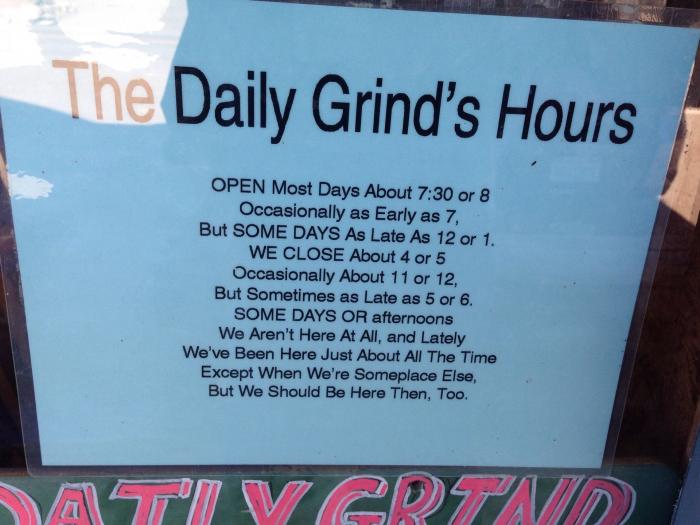 The Daily Grind's Hours
OPEN Most Days About 7:30 or 8
Occasionally as Early as 7,
But SOME DAYS As Late As 12 or 1.
WE CLOSE About 4 or 5
Occasionally About 11 or 12,
But Sometimes as Late as 5 or 6.
SOME DAYS OR afternoons
We Aren't Here At All, and Lately
We've Been Here Just About All The Time
Except When We're Someplace Else,
But We Should Be Here Then, Too.
DAILY GRIND